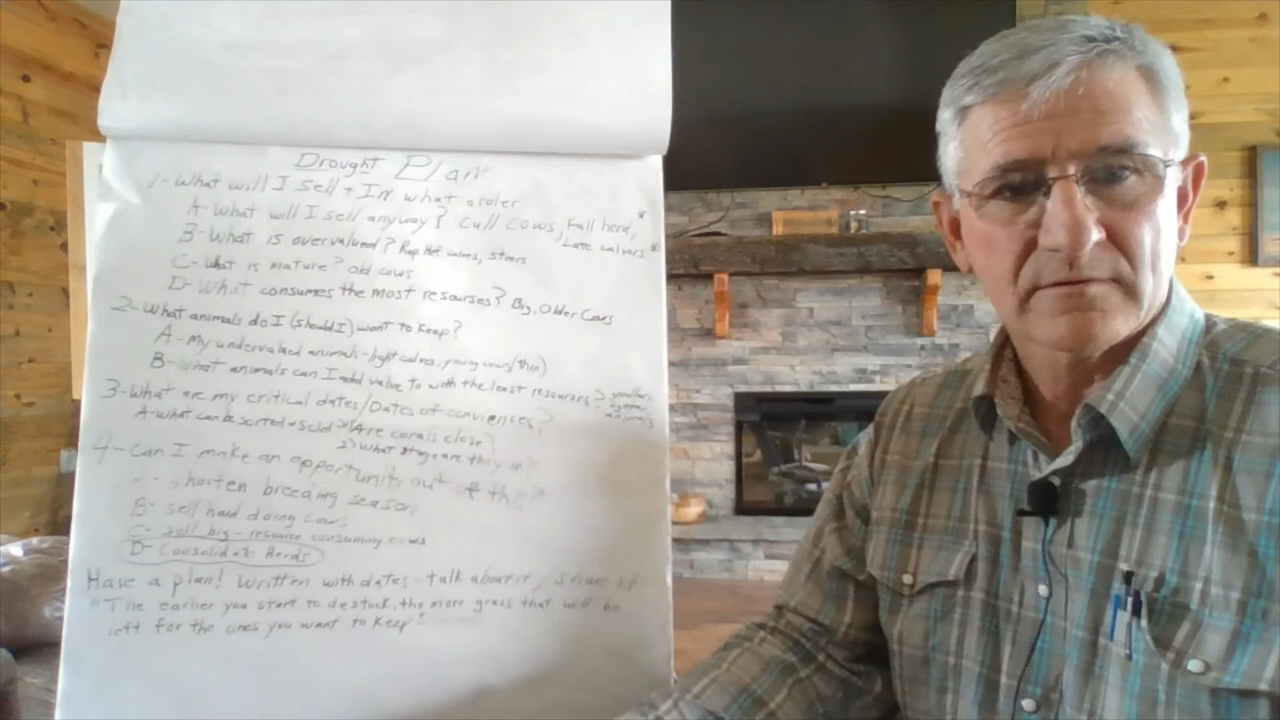 Drought Plan
1- What will I sell + In what order
A- What will I sell anyway? Cull cows, Fall herd,*
Late calvers*
B- What is overvalued? calves, steers
C- What is mature? old cows
D- What consumes the most resourses? Big, Older Cows
2- What animals do I (should I) want to keep?
A- My undervalued animals- light calves, young cows (thin)
B- what animals can I add value to with the least resourses?
younger
animals
3- What are my critical dates/Dates of conviences?
A- what can be sorted + sold 1) Are corals close?
2) What stage are they in?
4- Can I make an opportunity out of this?
shorten breeding season
B- sell hard doing cows
C- sell big- resource consuming cows
D- Consolidate Herds
Have a plan! Written with dates- talk about it, share it
"The earlier you start to destock, the more grass that will be
left for the ones you want to keep"